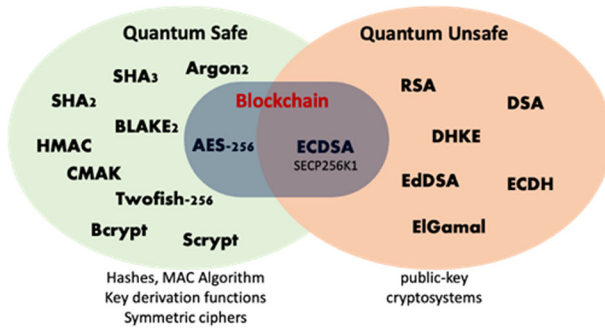 Quantum Safe
Quantum Unsafe
Argon2
SHA3
SHA2
BLAKE2
HMAC
CMAK
Twofish-256
Bcrypt
Scrypt
Blockchain
AES-256
ECDSA
SECP256K1
RSA
DSA
DHKE
EdDSA
ECDH
ElGamal
Hashes, MAC Algorithm
Key derivation functions
Symmetric ciphers
public-key
cryptosystems